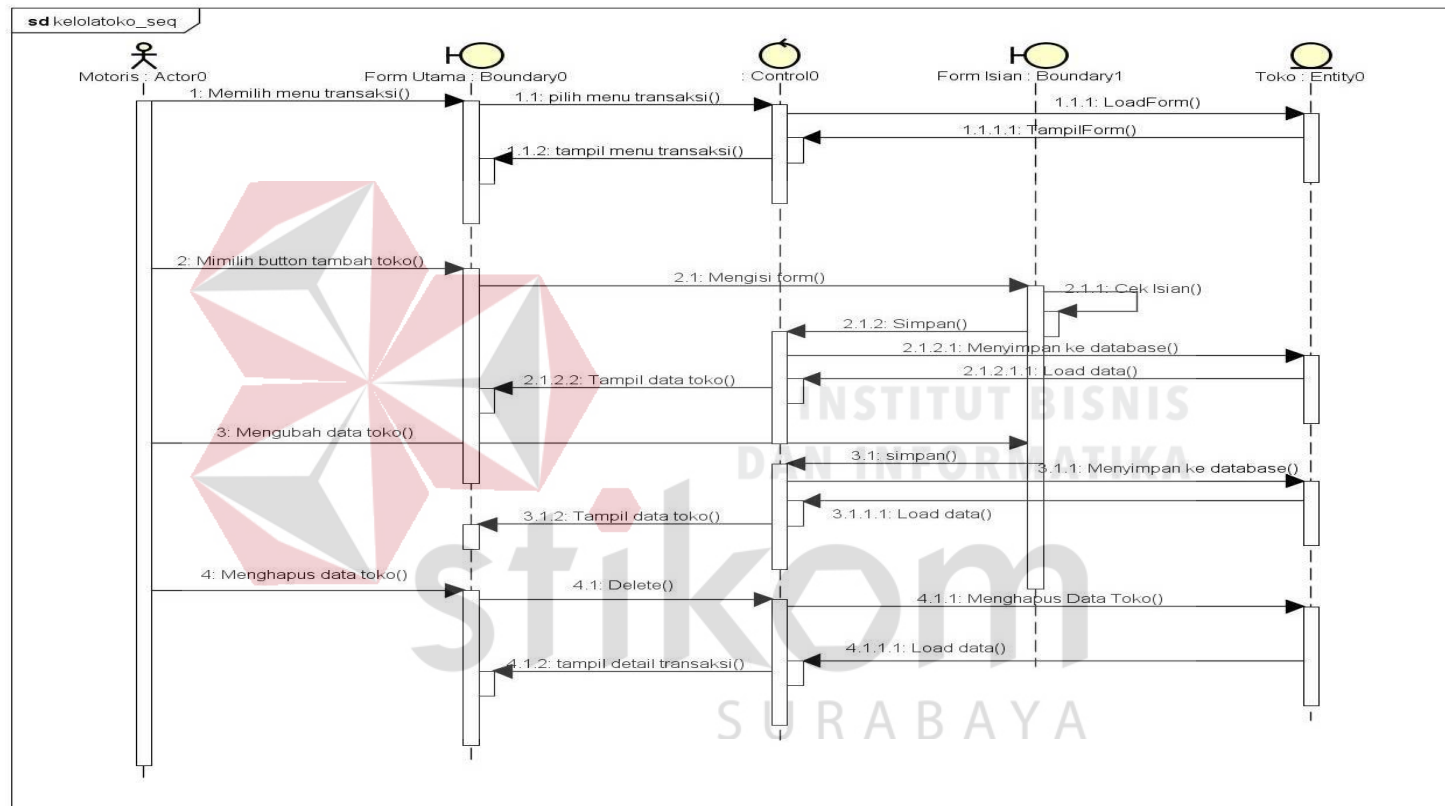 sd kelolatoko_seq
Motoris : Actor0
Form Utama : Boundary0
: Control0
Form Isian : Boundary1
Toko : Entity0
1: Memilih menu transaksi()
1.1: pilih menu transaksi()
1.1.1: LoadForm()
1.1.1.1: TampilForm()
1.1.2: tampil menu transaksi()
2: Mimilih button tambah toko()
2.1: Mengisi form()
2.1.1: Cek Isian()
2.1.2: Simpan()
2.1.2.1: Menyimpan ke database()
2.1.2.1.1: Load data()
2.1.2.2: Tampil data toko()
INSTITUT BISNIS
3: Mengubah data toko()
DAN INFORMATIKA
3.1: simpan()
3.1.1: Menyimpan ke database()
3.1.1.1: Load data()
3.1.2: Tampil data toko()
stikom
4: Menghapus data toko()
4.1: Delete()
4.1.1: Menghapus Data Toko()
4.1.1.1: Load data()
4.1.2: tampil detail transaksi()
SURABAYA